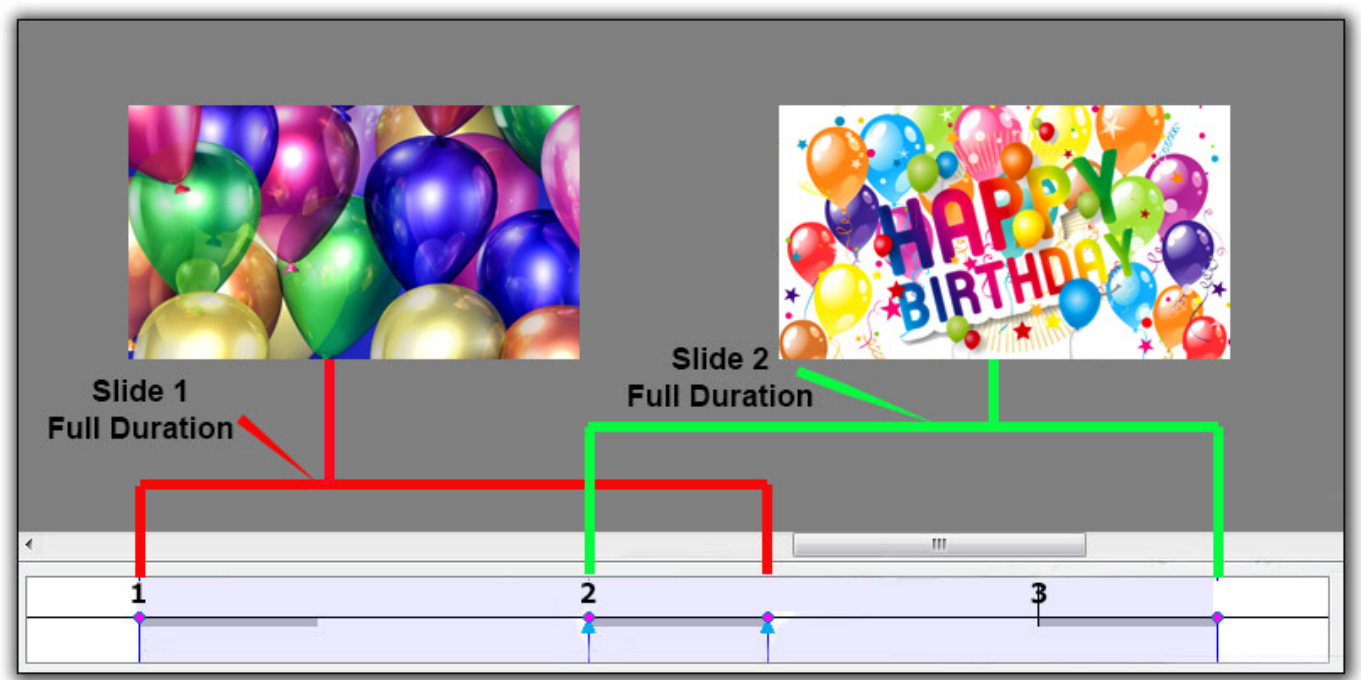 HAPPY
BIRTHDAY
Slide 1
Full Duration
Slide 2
Full Duration
1
2
3